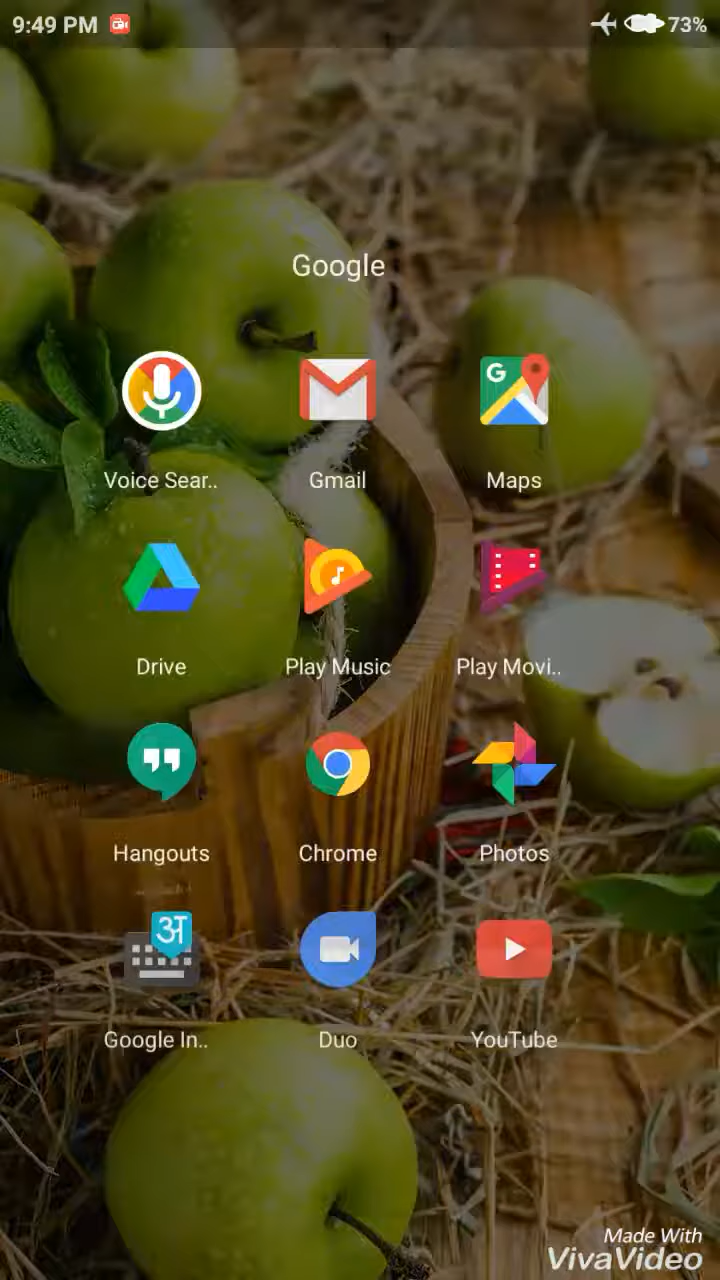 9:49 PM 73%
Google
Voice Sear..
Gmail
Maps
G
Drive
Play Music
Play Movi..
Hangouts
Chrome
Photos
अ
Google In..
Duo
YouTube
Made With
VivaVideo